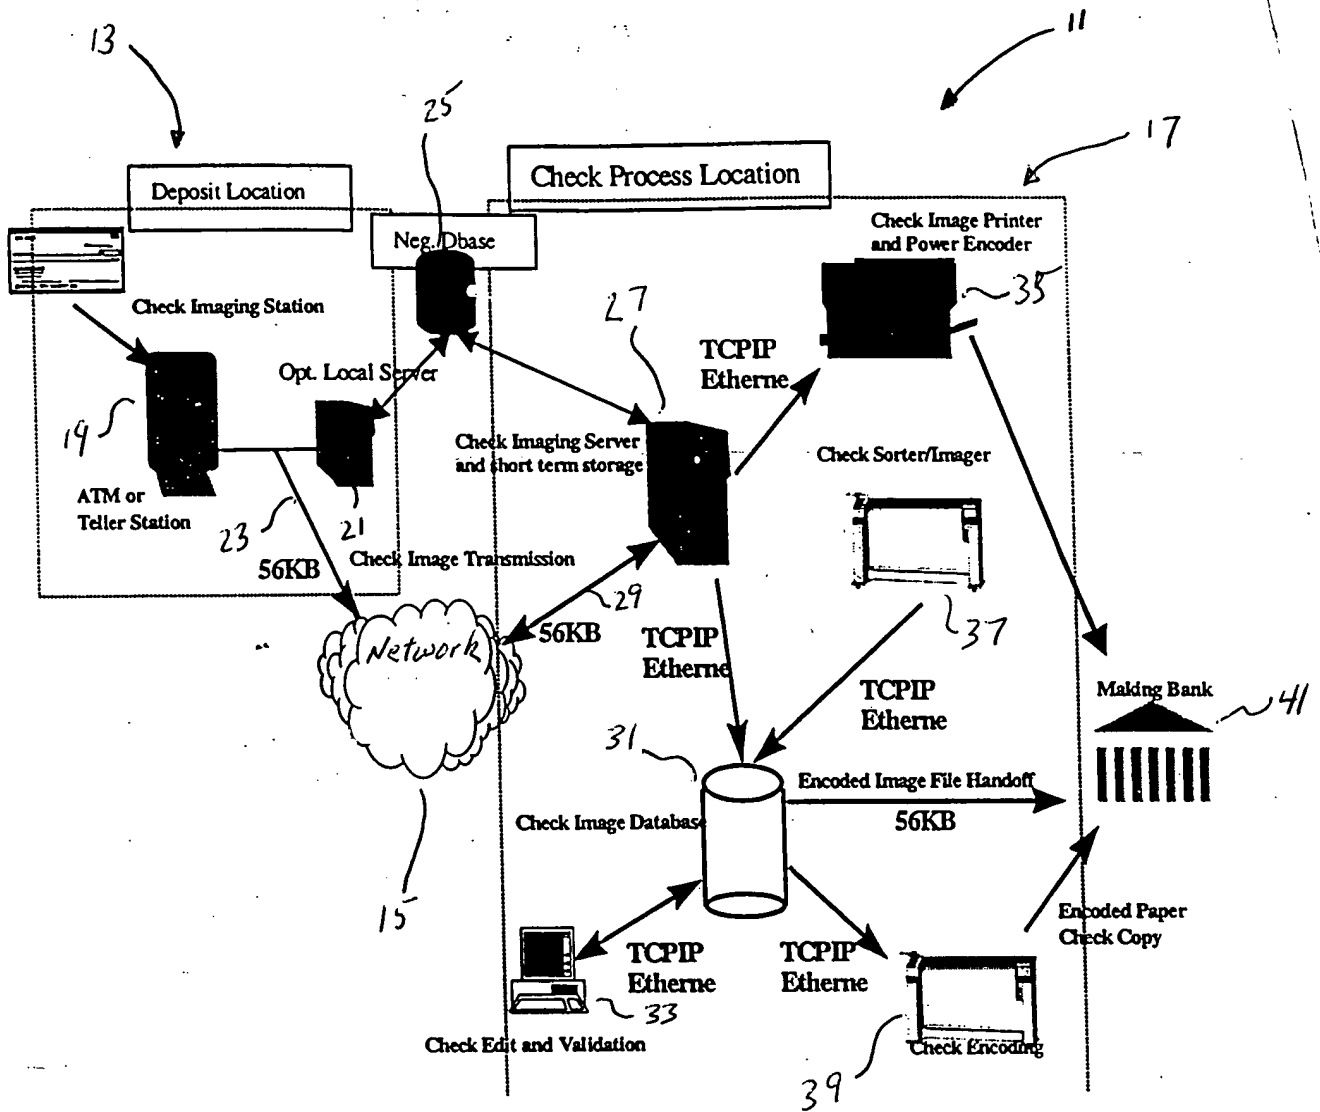 11
13
17
25
Deposit Location
Check Process Location
Neg. Dbase
Check Image Printer
and Power Encoder
35
Check Imaging Station
27
TCPIP
Etherne
Opt. Local Server
19
Check Imaging Server
and short term storage
Check Sorter/Imager
ATM or
Teller Station
23
21
Check Image Transmission
56KB
29
56KB
Network
TCPIP
Etherne
37
TCPIP
Etherne
Making Bank
41
31
Encoded Image File Handoff
56KB
Check Image Database
15
Encoded Paper
Check Copy
TCPIP
Etherne
TCPIP
Etherne
33
Check Edit and Validation
Check Encoding
39